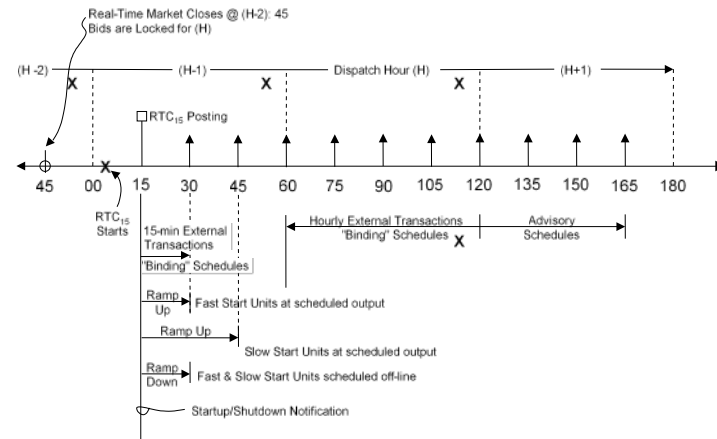 Real-Time Market Closes @ (H-2): 45
Bids are Locked for (H)
(H -2)
(H-1)
Dispatch Hour (H)
(H+1)
X
X
X
RTC15 Posting
X
45 00 15 30 45 60 75 90 105 120 135 150 165 180
RTC15
Starts
15-min External
Transactions
"Binding" Schedules
Hourly External Transactions
"Binding" Schedules X
Advisory
Schedules
Ramp
Up
Fast Start Units at scheduled output
Ramp Up
Slow Start Units at scheduled output
Ramp
Down
Fast & Slow Start Units scheduled off-line
Startup/Shutdown Notification